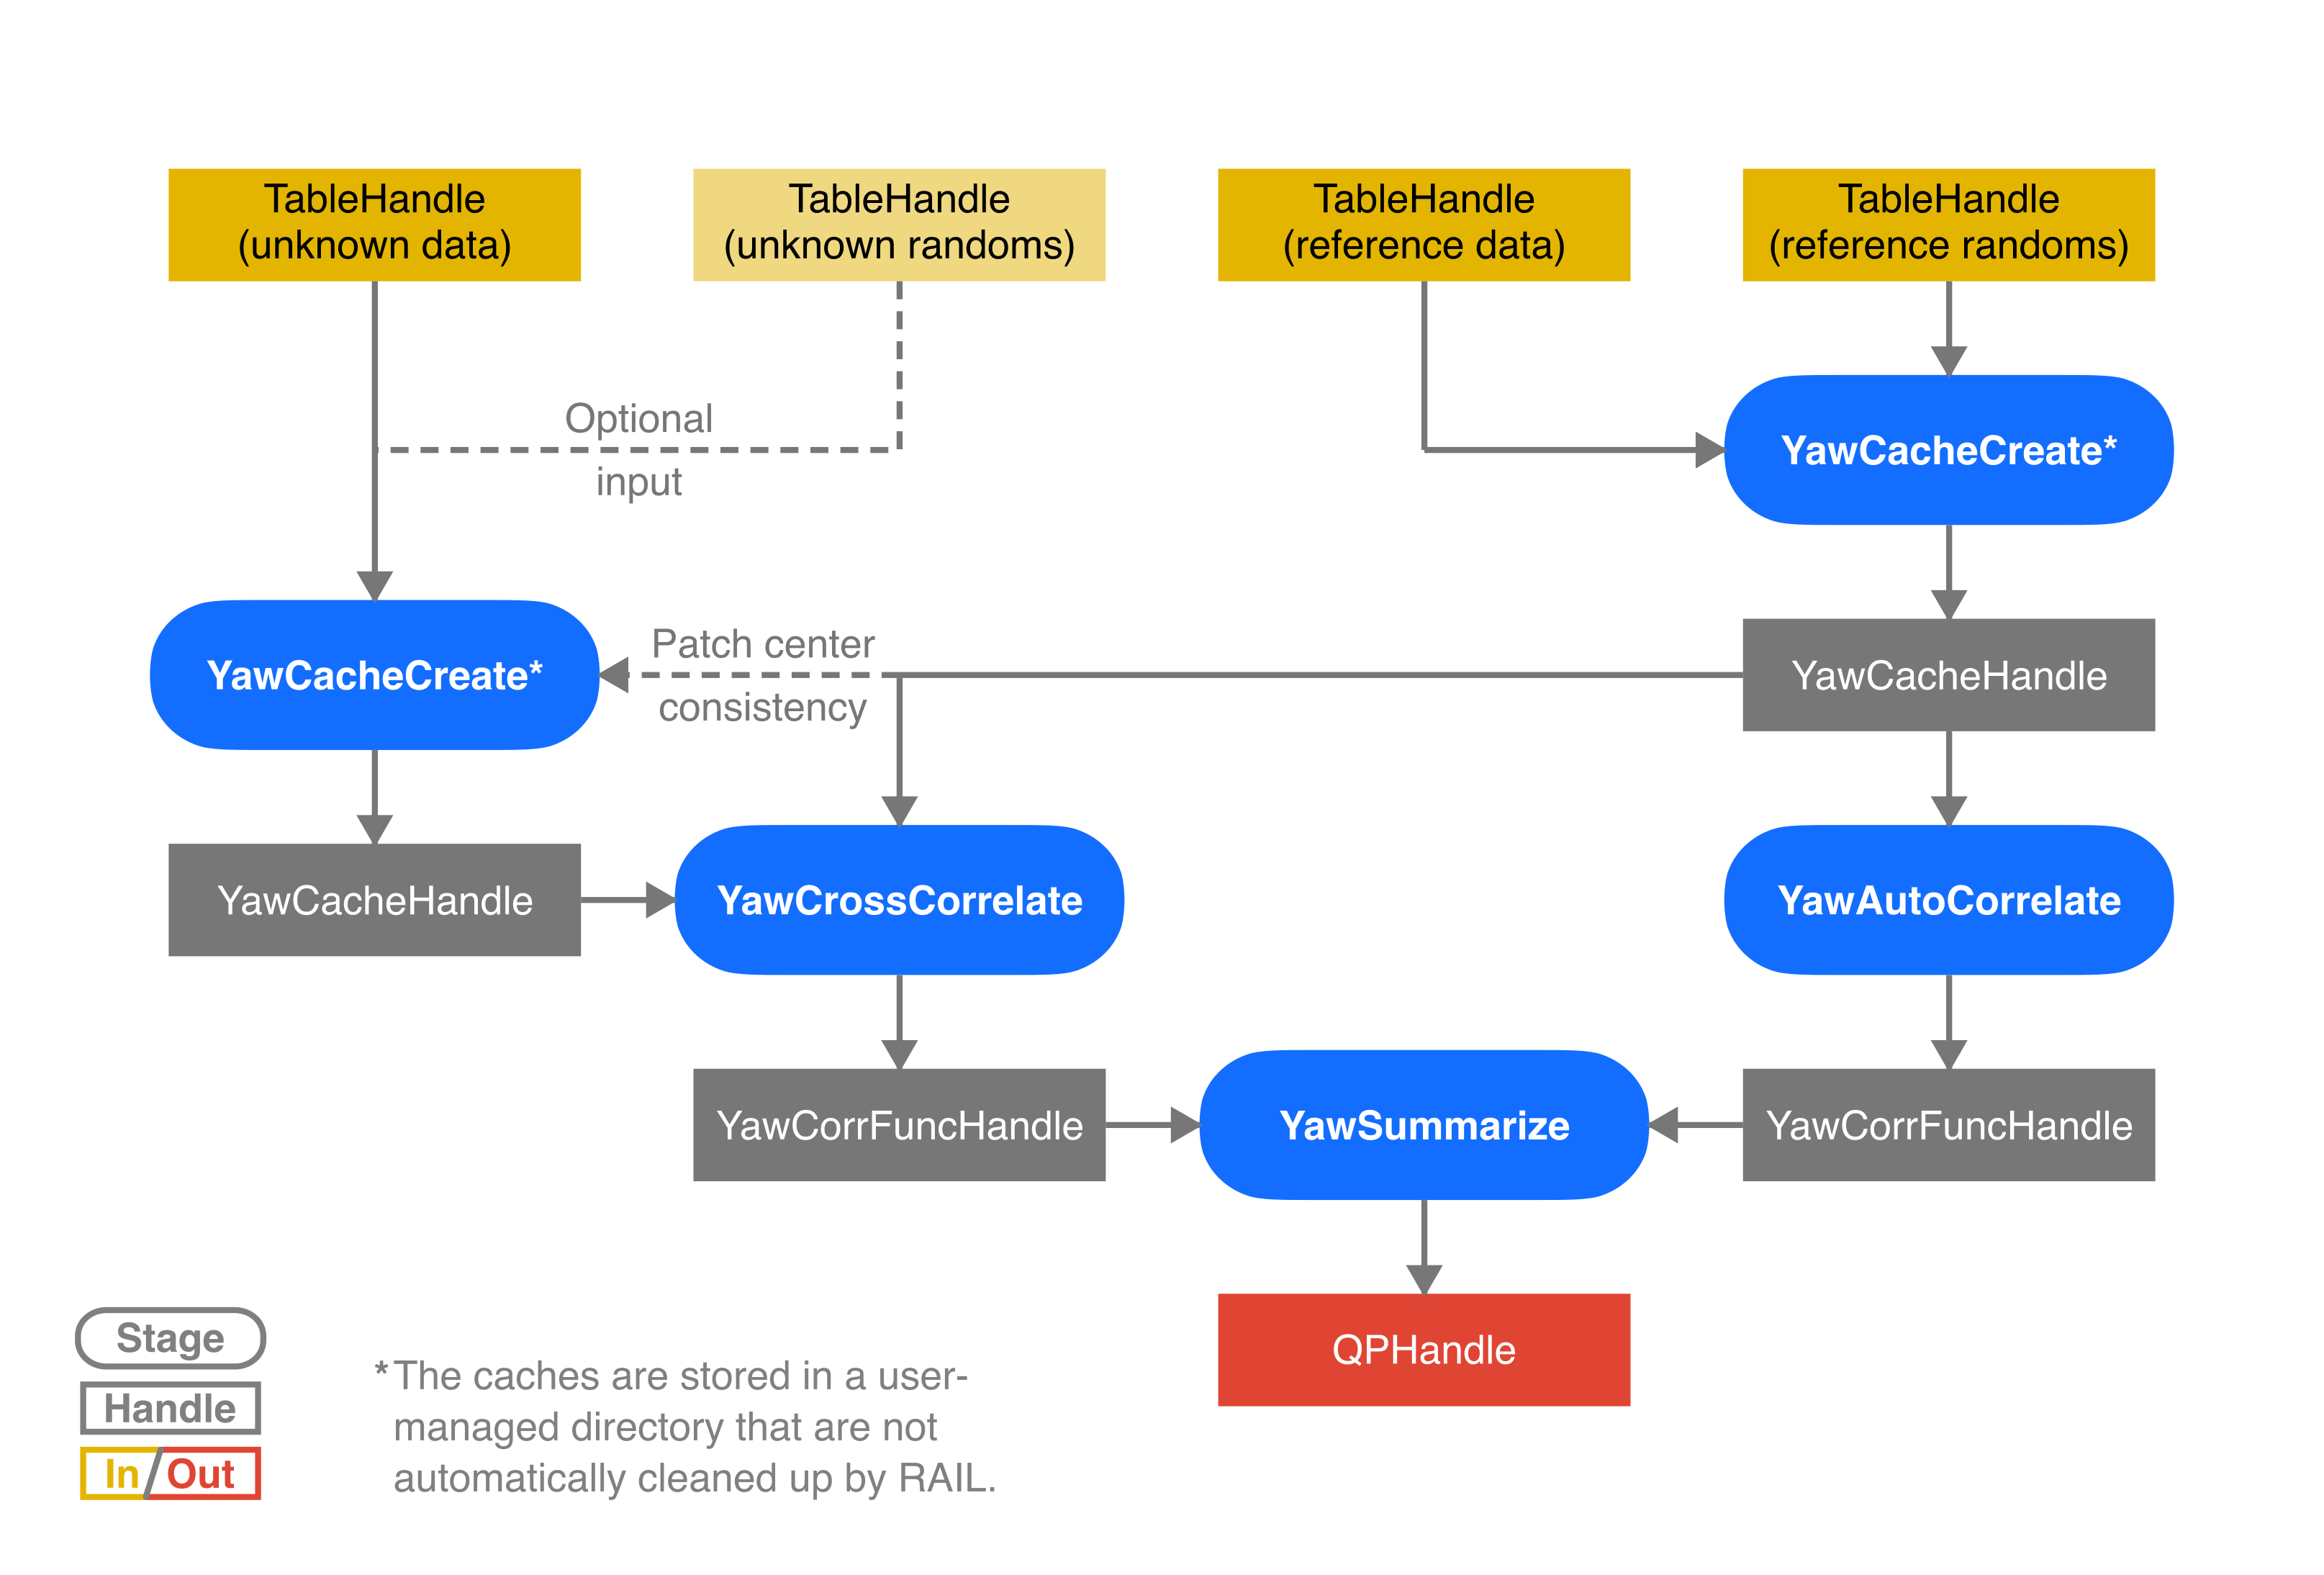 TableHandle
(unknown data)
TableHandle
(unknown randoms)
TableHandle
(reference data)
TableHandle
(reference randoms)
Optional
input
YawCacheCreate*
YawCacheCreate*
Patch center
consistency
YawCacheHandle
YawCacheHandle
YawCrossCorrelate
YawAutoCorrelate
YawCorrFuncHandle
YawSummarize
YawCorrFuncHandle
QPHandle
Stage
Handle
In/Out
*The caches are stored in a user-
managed directory that are not
automatically cleaned up by RAIL.